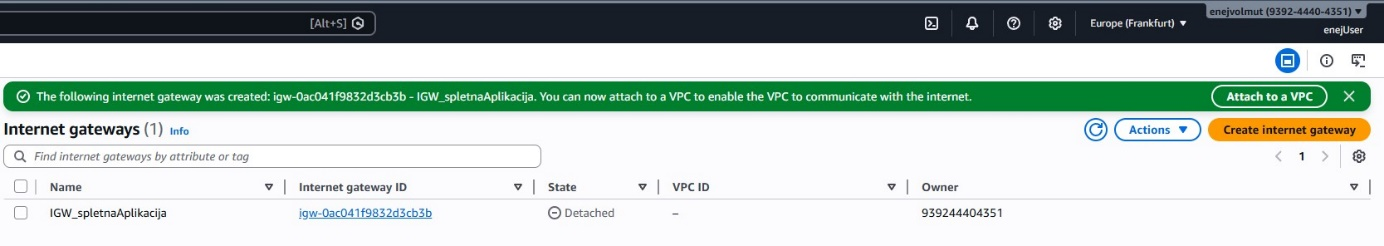 [Alt+S]
Europe (Frankfurt)
enejvolmut (9392-4440-4351)
enejUser
The following internet gateway was created: igw-0ac041f9832d3cb3b - IGW_spletnaAplikacija. You can now attach to a VPC to enable the VPC to communicate with the internet.
Attach to a VPC
Internet gateways (1) Info
Actions
Create internet gateway
Find internet gateways by attribute or tag
1
Name Internet gateway ID State VPC ID Owner
IGW_spletnaAplikacija igw-0ac041f9832d3cb3b Detached – 939244404351